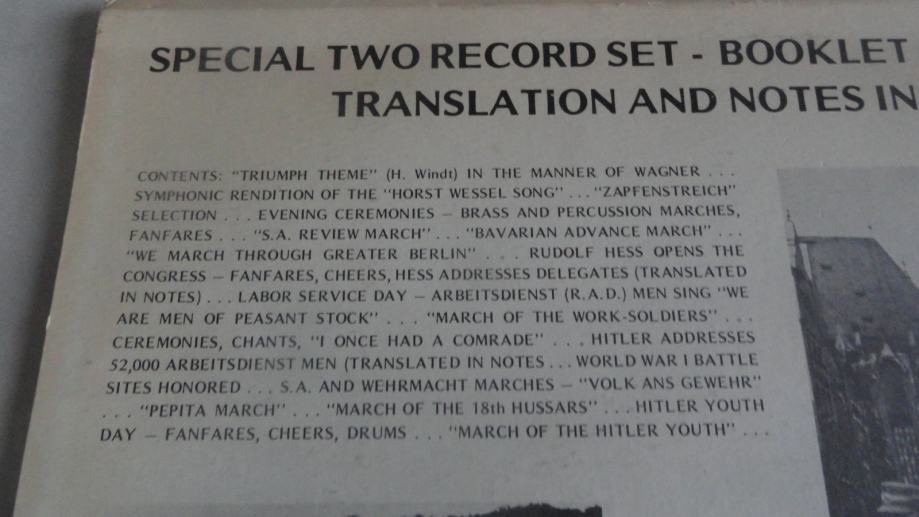 SPECIAL TWO RECORD SET - BOOKLET
TRANSLATION AND NOTES IN
CONTENTS: "TRIUMPH THEME" (H. Windt) IN THE MANNER OF WAGNER . . .
SYMPHONIC RENDITION OF THE "HORST WESSEL SONG" . . . "ZAPFENSTREICH"
SELECTION . . . EVENING CEREMONIES — BRASS AND PERCUSSION MARCHES,
FANFARES . . . "S.A. REVIEW MARCH" . . . "BAVARIAN ADVANCE MARCH" . . .
"WE MARCH THROUGH GREATER BERLIN" . . . RUDOLF HESS OPENS THE
CONGRESS — FANFARES, CHEERS, HESS ADDRESSES DELEGATES (TRANSLATED
IN NOTES) . . . LABOR SERVICE DAY — ARBEITSDIENST (R.A.D.) MEN SING "WE
ARE MEN OF PEASANT STOCK" . . . "MARCH OF THE WORK-SOLDIERS" . . .
CEREMONIES, CHANTS, "I ONCE HAD A COMRADE" . . . HITLER ADDRESSES
52,000 ARBEITSDIENST MEN (TRANSLATED IN NOTES . . . WORLD WAR I BATTLE
SITES HONORED . . . S.A. AND WEHRMACHT MARCHES — "VOLK ANS GEWEHR"
. . . "PEPITA MARCH" . . . "MARCH OF THE 18th HUSSARS" . . . HITLER YOUTH
DAY — FANFARES, CHEERS, DRUMS . . . "MARCH OF THE HITLER YOUTH" . . .